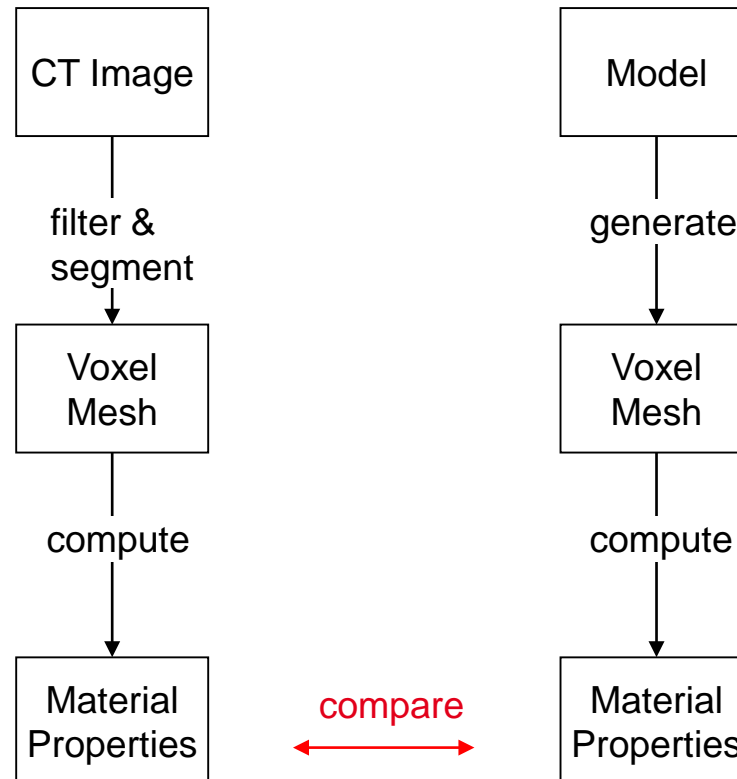 CT Image
filter &
segment
Voxel
Mesh
compute
Material
Properties
compare
Model
generate
Voxel
Mesh
compute
Material
Properties